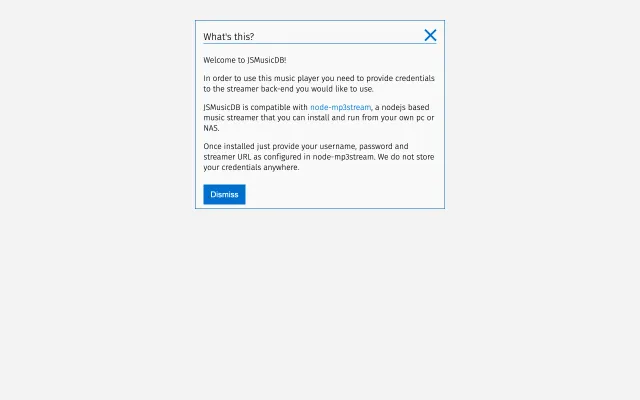 What's this?
Welcome to JSMusicDB!
In order to use this music player you need to provide credentials
to the streamer back-end you would like to use.
JSMusicDB is compatible with node-mp3stream, a nodejs based
music streamer that you can install and run from your own pc or
NAS.
Once installed just provide your username, password and
streamer URL as configured in node-mp3stream. We do not store
your credentials anywhere.
Dismiss